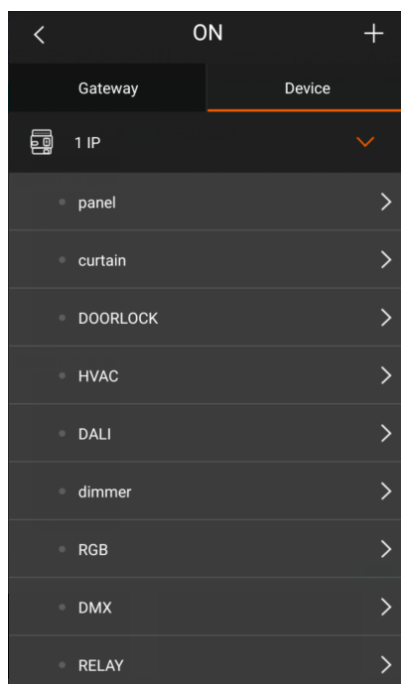 ON
Gateway Device
1 IP
panel
curtain
DOORLOCK
HVAC
DALI
dimmer
RGB
DMX
RELAY